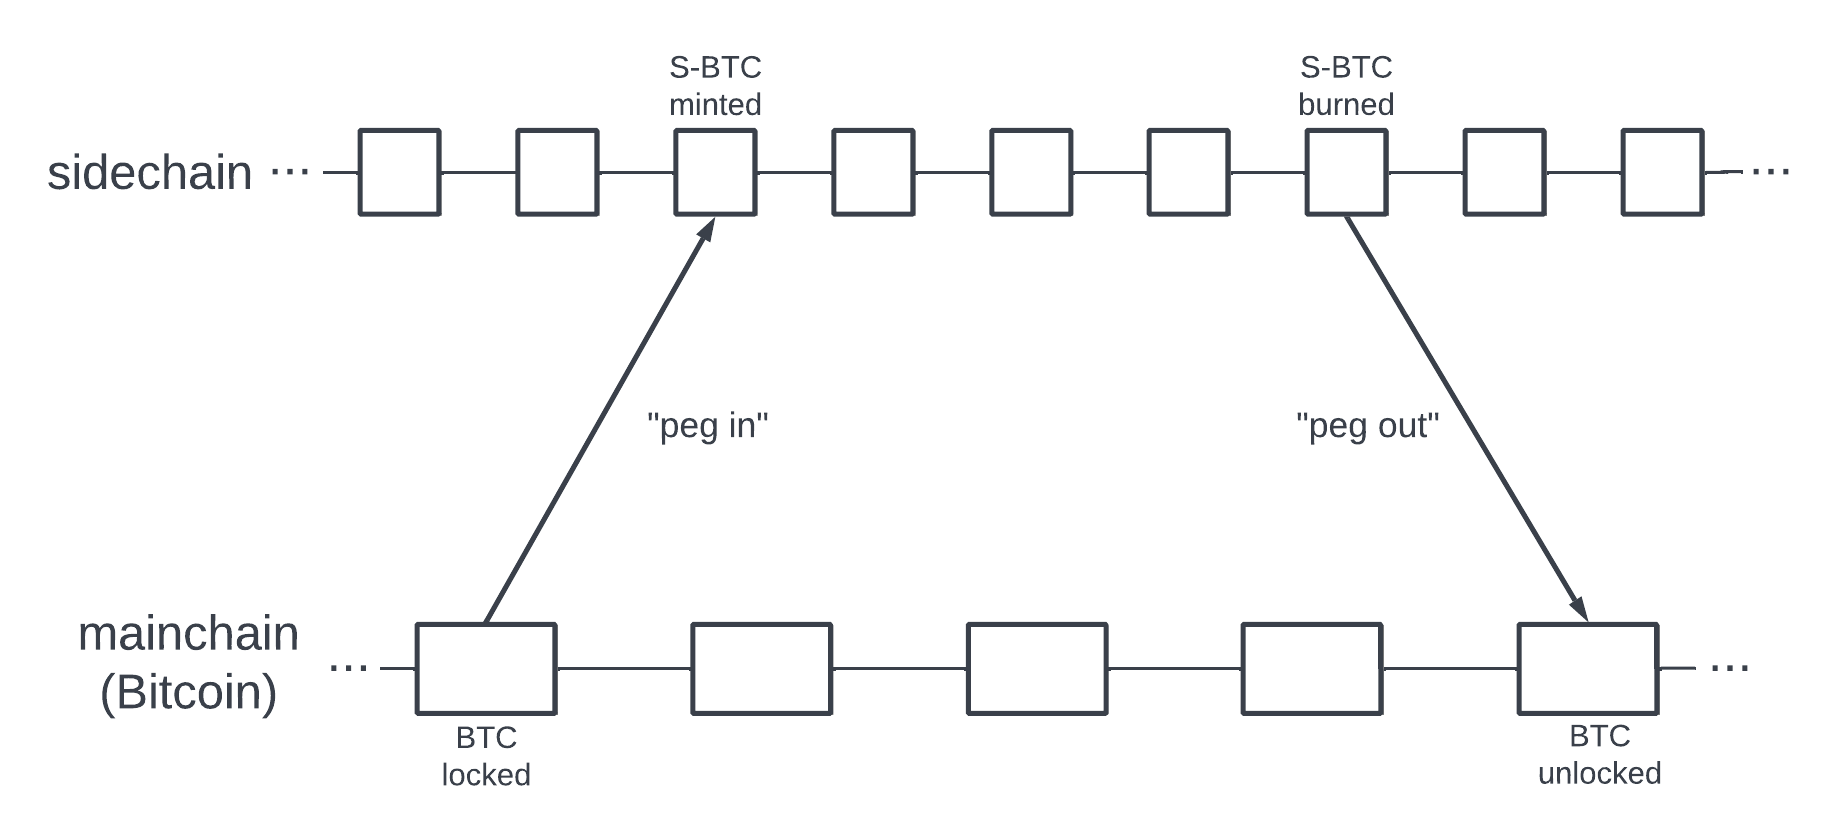 S-BTC
minted
S-BTC
burned
sidechain ...
...
"peg in"
"peg out"
mainchain
(Bitcoin)
...
...
BTC
locked
BTC
unlocked